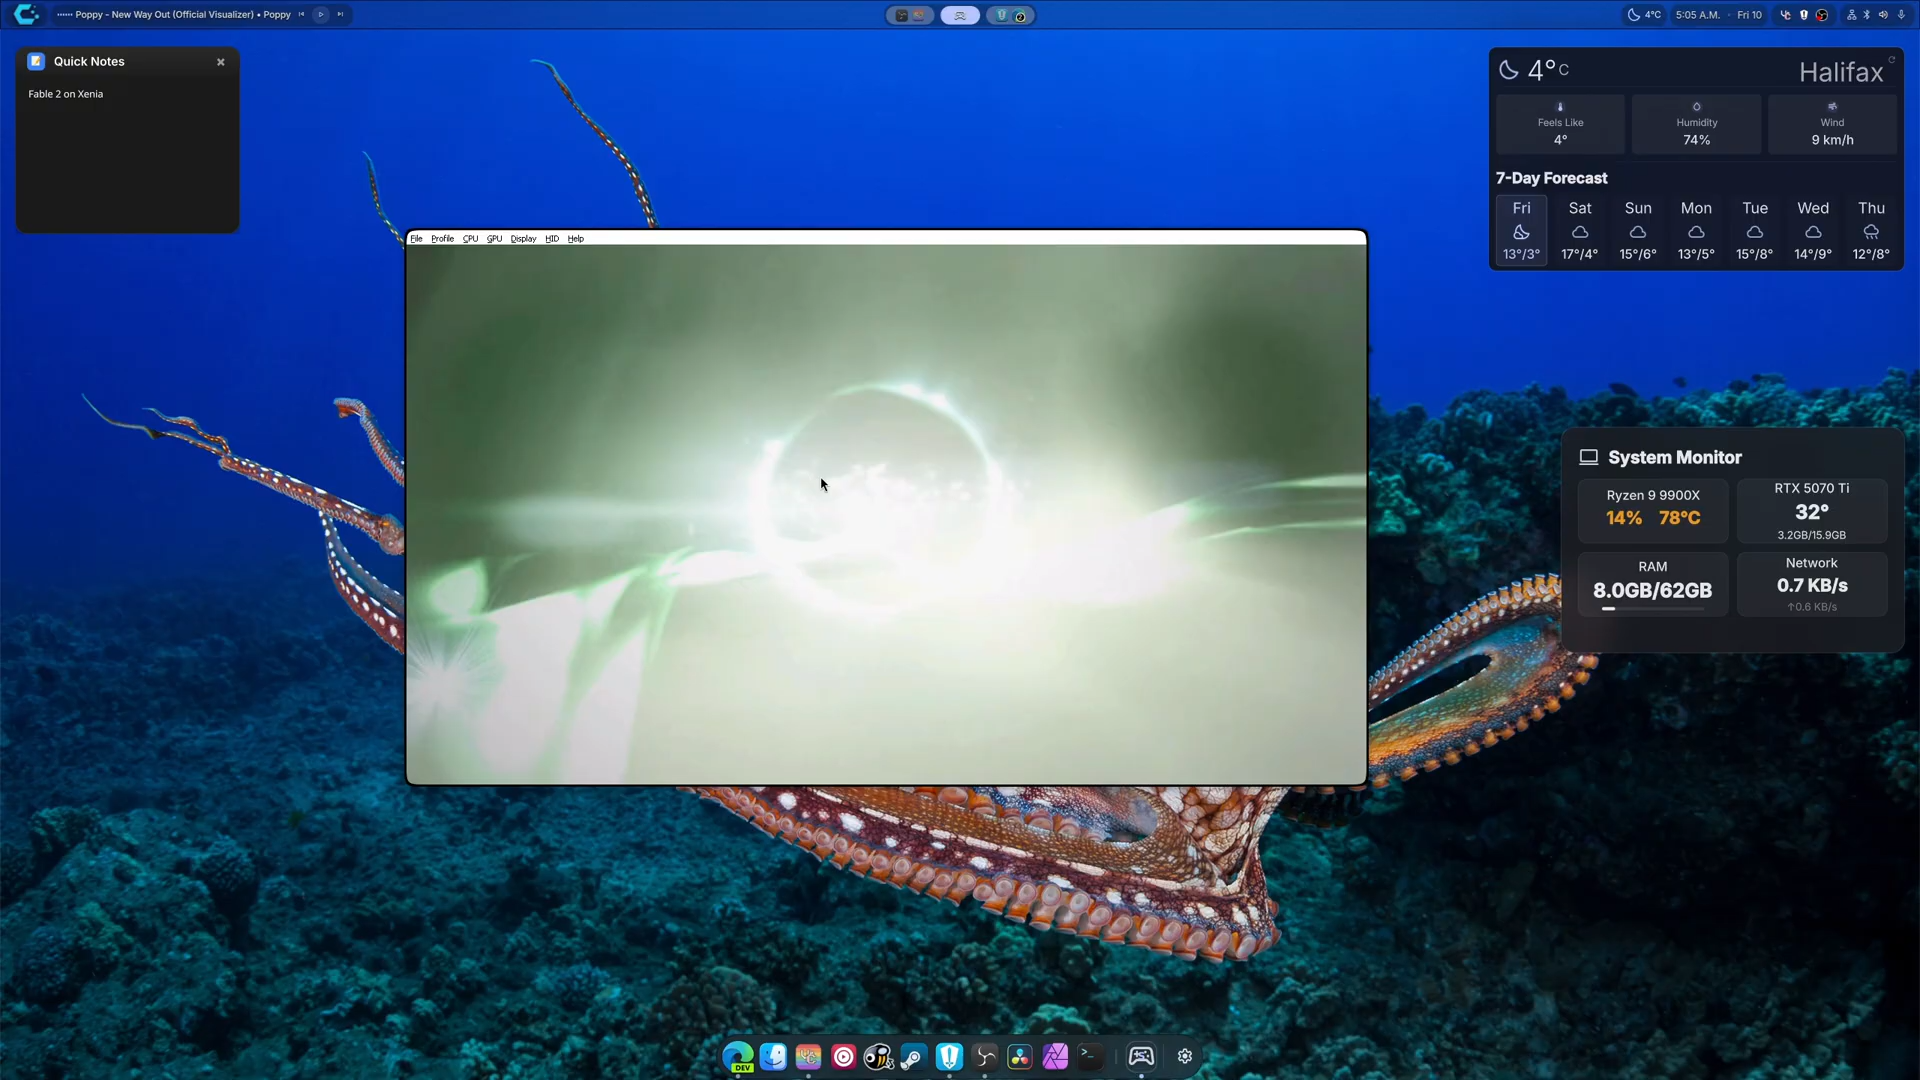 Poppy - New Way Out (Official Visualizer) • Poppy
4°C
5:05 A.M. · Fri 10
Quick Notes
Fable 2 on Xenia
File Profile CPU GPU Display HID Help
4°C
Halifax
Feels Like
4°
Humidity
74%
Wind
9 km/h
7-Day Forecast
Fri Sat Sun Mon Tue Wed Thu
13°/3° 17°/4° 15°/6° 13°/5° 15°/8° 14°/9° 12°/8°
System Monitor
Ryzen 9 9900X
14% 78°C
RTX 5070 Ti
32°
3.2GB/15.9GB
RAM
8.0GB/62GB
Network
0.7 KB/s
↑0.6 KB/s
DEV